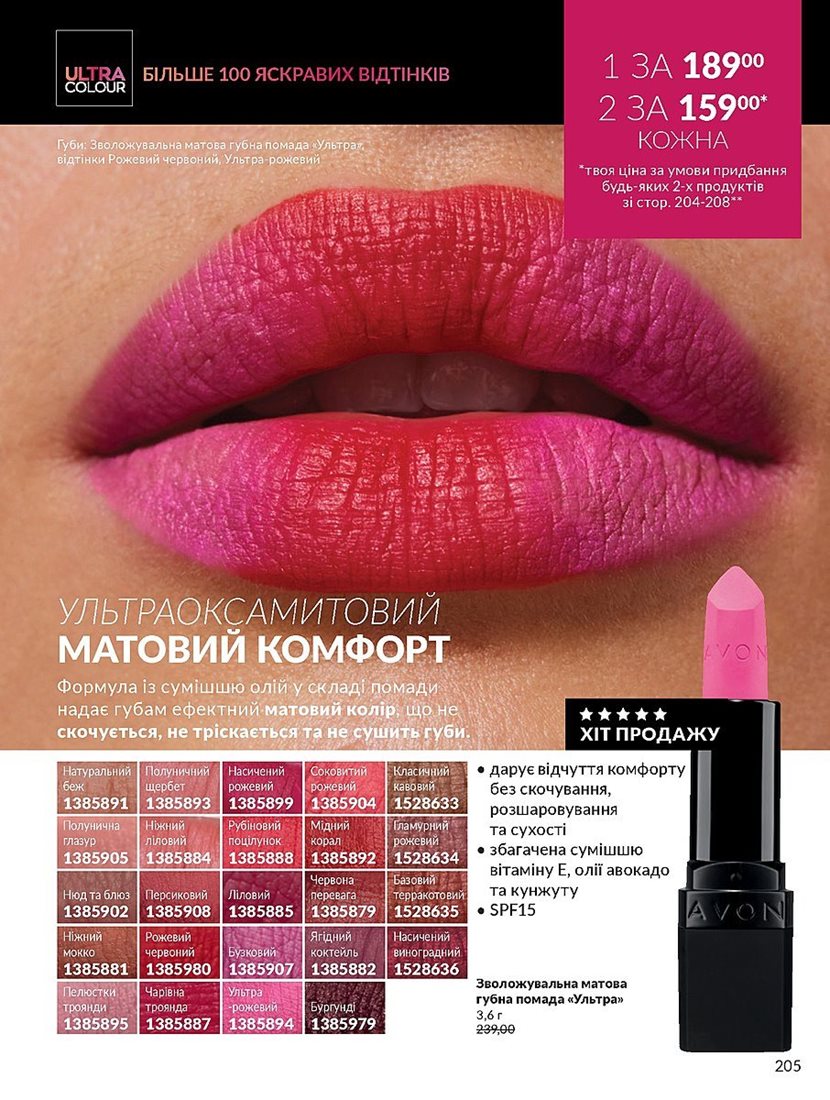 ULTRA
COLOUR
БІЛЬШЕ 100 ЯСКРАВИХ ВІДТІНКІВ
1 ЗА 189⁰⁰
2 ЗА 159⁰⁰*
КОЖНА
*твоя ціна за умови придбання
будь-яких 2-х продуктів
зі стор. 204-208**
Губи: Зволожувальна матова губна помада «Ультра»,
відтінки Рожевий червоний, Ультра-рожевий
УЛЬТРАОКСАМИТОВИЙ
МАТОВИЙ КОМФОРТ
Формула із сумішшю олій у складі помади
надає губам ефектний матовий колір, що не
скочується, не тріскається та не сушить губи.
AVON
★★★★★
ХІТ ПРОДАЖУ
Натуральний
беж
1385891
Полуничний
щербет
1385893
Насичений
рожевий
1385899
Соковитий
рожевий
1385904
Класичний
кавовий
1528633
Полунична
глазур
1385905
Ніжний
ліловий
1385884
Рубіновий
поцілунок
1385888
Мідний
корал
1385892
Гламурний
рожевий
1528634
Нюд та блюз
1385902
Персиковий
1385908
Ліловий
1385885
Червона
перевага
1385879
Базовий
терракотовий
1528635
Ніжний
мокко
1385881
Рожевий
червоний
1385980
Бузковий
1385907
Ягідний
коктейль
1385882
Насичений
виноградний
1528636
Пелюстки
троянди
1385895
Чарівна
троянда
1385887
Ультра
-рожевий
1385894
Бургунді
1385979
• дарує відчуття комфорту
без скочування,
розшаровування
та сухості
• збагачена сумішшю
вітаміну Е, олії авокадо
та кунжуту
• SPF15
AVON
Зволожувальна матова
губна помада «Ультра»
3,6 г
239,00
205